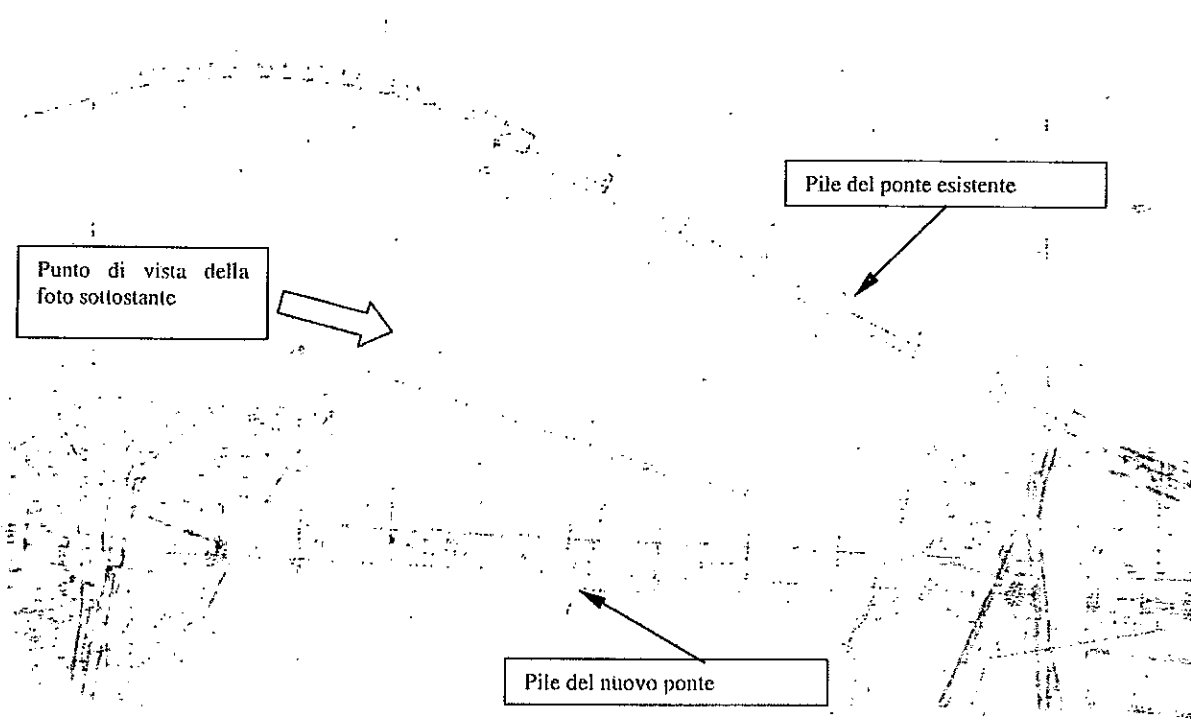 Pile del ponte esistente
Punto di vista della
foto sottostante
Pile del nuovo ponte